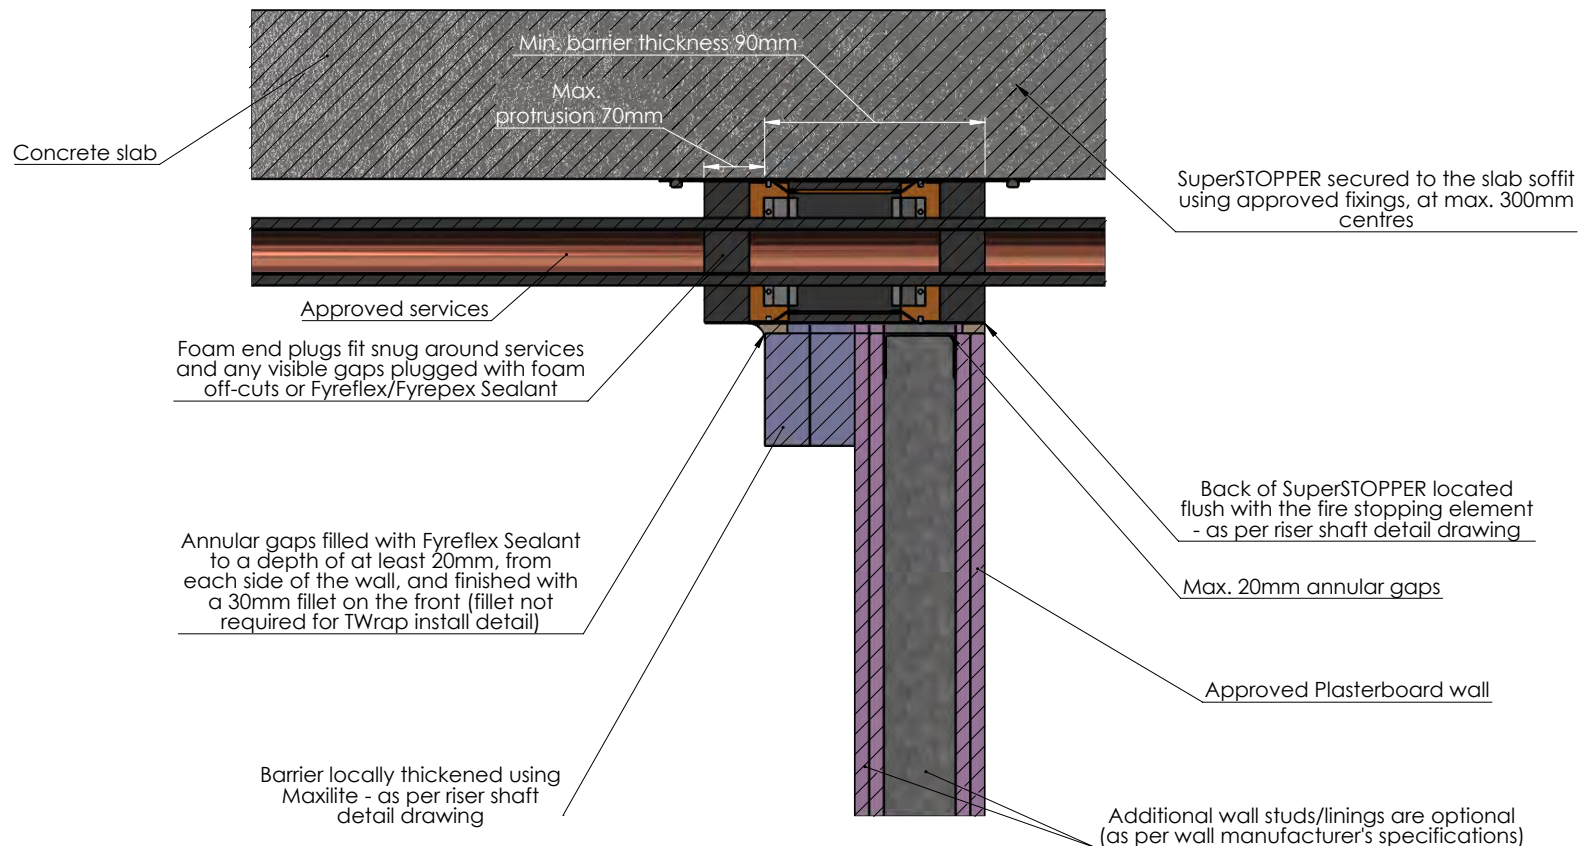 Min. barrier thickness 90mm
Max.
protrusion 70mm
Concrete slab
SuperSTOPPER secured to the slab soffit
using approved fixings, at max. 300mm
centres
Approved services
Foam end plugs fit snug around services
and any visible gaps plugged with foam
off-cuts or Fyreflex/Fyrepex Sealant
Back of SuperSTOPPER located
flush with the fire stopping element
- as per riser shaft detail drawing
Annular gaps filled with Fyreflex Sealant
to a depth of at least 20mm, from
each side of the wall, and finished with
a 30mm fillet on the front (fillet not
required for TWrap install detail)
Max. 20mm annular gaps
Approved Plasterboard wall
Barrier locally thickened using
Maxilite - as per riser shaft
detail drawing
Additional wall studs/linings are optional
(as per wall manufacturer's specifications)